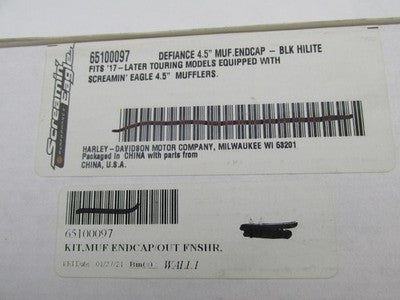 65100097 DEFIANCE 4.5" MUF.ENDCAP - BLK HILITE
FITS '17-LATER TOURING MODELS EQUIPPED WITH
SCREAMIN' EAGLE 4.5" MUFFLERS.
Screamin'
Eagle
HARLEY-DAVIDSON MOTOR COMPANY, MILWAUKEE WI 53201
Packaged in CHINA with parts from
CHINA, U.S.A.
65100097
KIT,MUF ENDCAP/OUT FNSHR,
WALL1